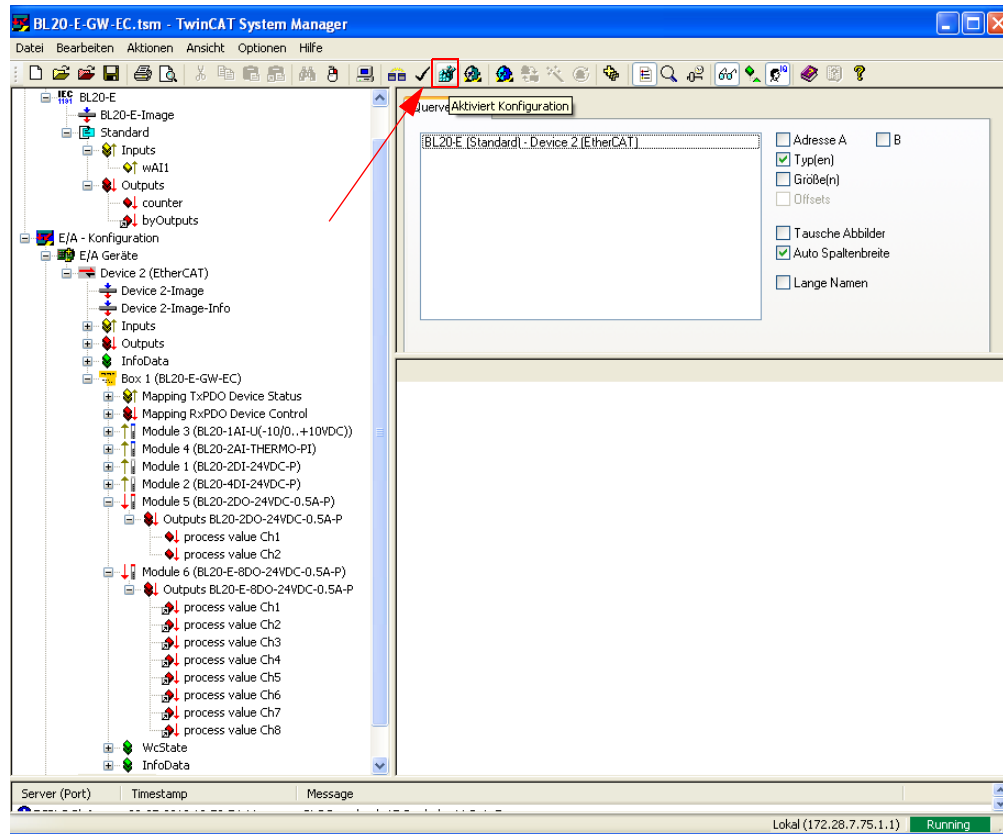 BL20-E-GW-EC.tsm - TwinCAT System Manager
Datei Bearbeiten Aktionen Ansicht Optionen Hilfe
Aktiviert Konfiguration
IEC 1131 BL20-E
BL20-E-Image
Standard
Inputs
wAI1
Outputs
counter
byOutputs
E/A - Konfiguration
E/A Geräte
Device 2 (EtherCAT)
Device 2-Image
Device 2-Image-Info
Inputs
Outputs
InfoData
Box 1 (BL20-E-GW-EC)
Mapping TxPDO Device Status
Mapping RxPDO Device Control
Module 3 (BL20-1AI-U(-10/0..+10VDC))
Module 4 (BL20-2AI-THERMO-PI)
Module 1 (BL20-2DI-24VDC-P)
Module 2 (BL20-4DI-24VDC-P)
Module 5 (BL20-2DO-24VDC-0.5A-P)
Outputs BL20-2DO-24VDC-0.5A-P
process value Ch1
process value Ch2
Module 6 (BL20-E-8DO-24VDC-0.5A-P)
Outputs BL20-E-8DO-24VDC-0.5A-P
process value Ch1
process value Ch2
process value Ch3
process value Ch4
process value Ch5
process value Ch6
process value Ch7
process value Ch8
WcState
InfoData
BL20-E (Standard) - Device 2 (EtherCAT)
Adresse A B
Typ(en)
Größe(n)
Offsets
Tausche Abbilder
Auto Spaltenbreite
Lange Namen
Server (Port) Timestamp Message
Lokal (172.28.7.75.1.1) Running